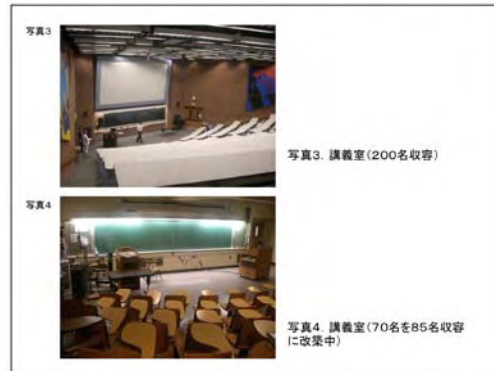 写真3
写真3. 講義室(200名収容)
写真4
写真4. 講義室(70名を85名収容
に改築中)